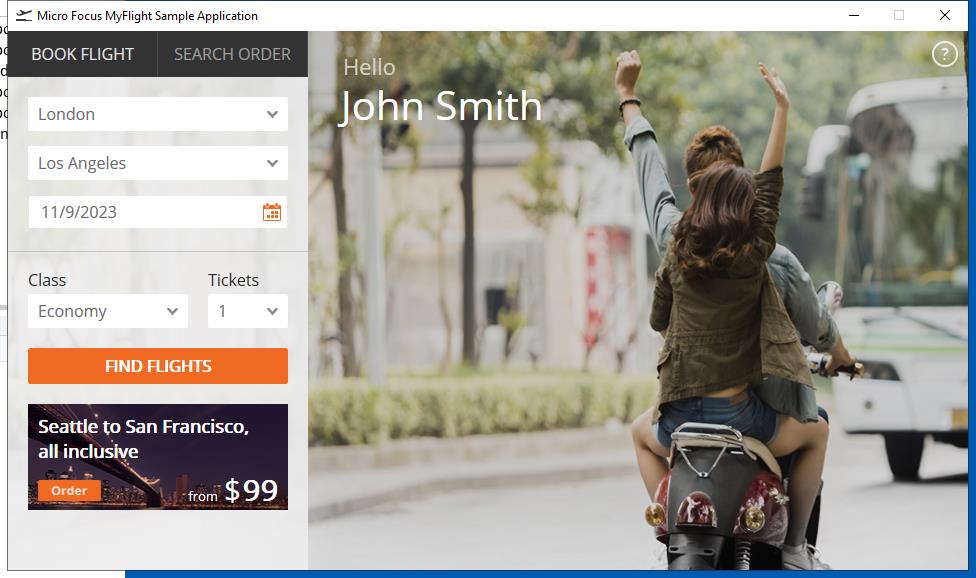 Micro Focus MyFlight Sample Application
BOOK FLIGHT
SEARCH ORDER
London
Los Angeles
11/9/2023
Class
Tickets
Economy
1
FIND FLIGHTS
Seattle to San Francisco,
all inclusive
Order
from $99
Hello
John Smith
?